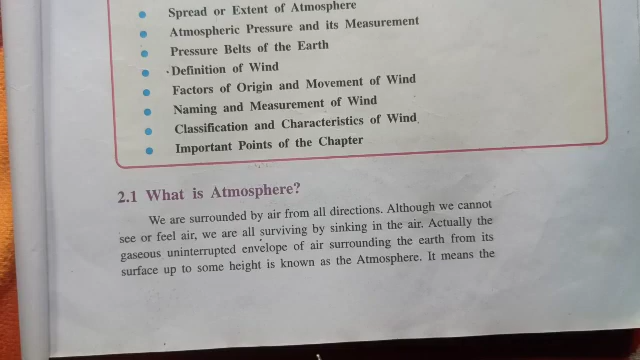 Spread or Extent of Atmosphere
Atmospheric Pressure and its Measurement
Pressure Belts of the Earth
Definition of Wind
Factors of Origin and Movement of Wind
Naming and Measurement of Wind
Classification and Characteristics of Wind
Important Points of the Chapter
2.1 What is Atmosphere?
We are surrounded by air from all directions. Although we cannot
see or feel air, we are all surviving by sinking in the air. Actually the
gaseous uninterrupted envelope of air surrounding the earth from its
surface up to some height is known as the Atmosphere. It means the